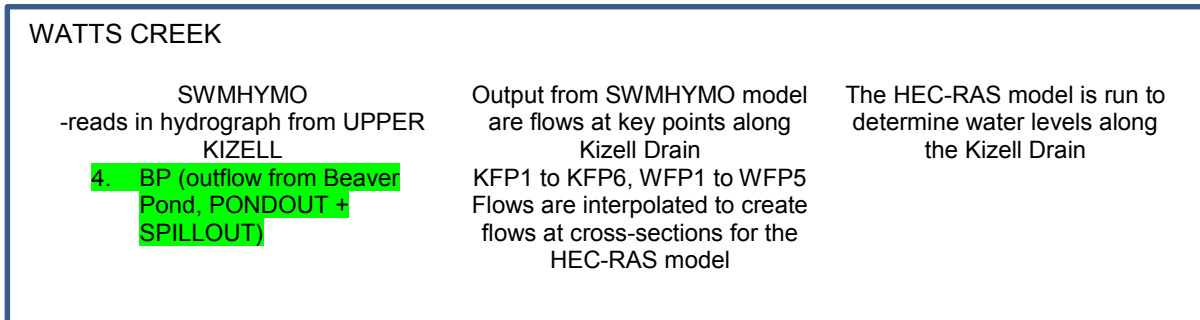 WATTS CREEK
SWMHYMO
-reads in hydrograph from UPPER
KIZELL
4. BP (outflow from Beaver
Pond, PONDOUT +
SPILLOUT)
Output from SWMHYMO model
are flows at key points along
Kizell Drain
KFP1 to KFP6, WFP1 to WFP5
Flows are interpolated to create
flows at cross-sections for the
HEC-RAS model
The HEC-RAS model is run to
determine water levels along
the Kizell Drain